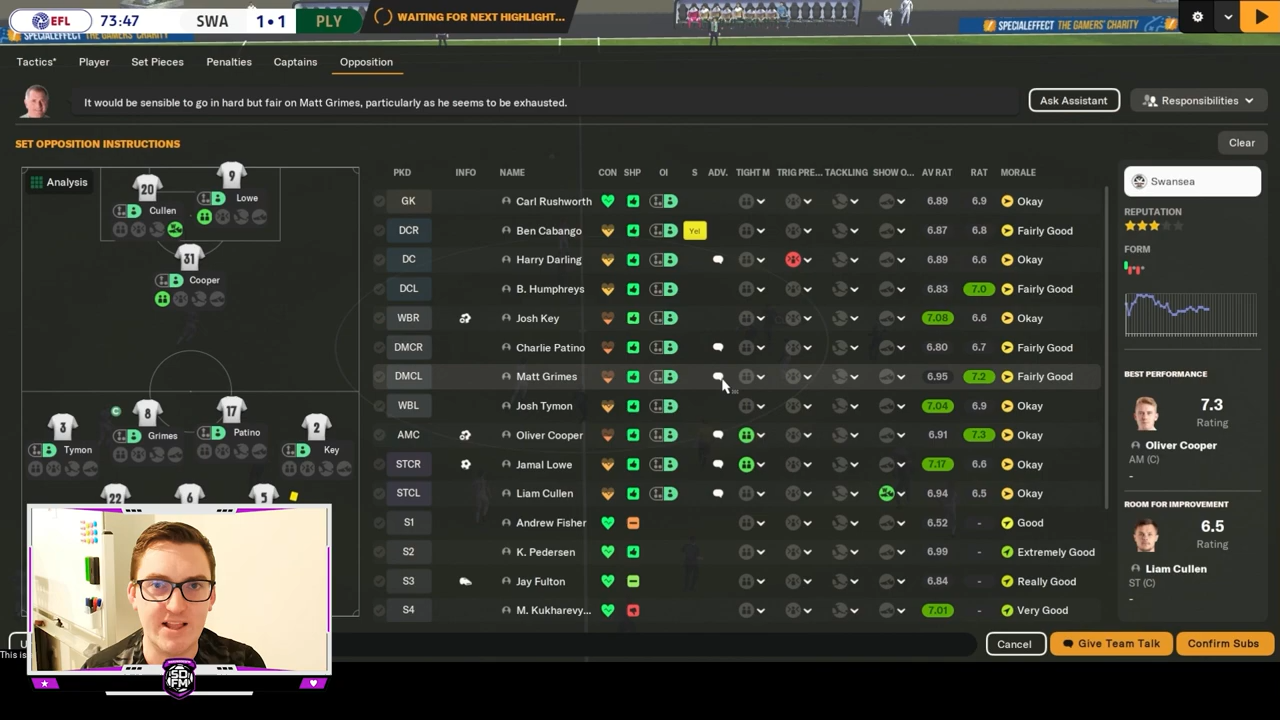 EFL 73:47 SWA 1 - 1 PLY WAITING FOR NEXT HIGHLIGHT...
SPECIALEFFECT THE GAMERS' CHARITY
SPECIALEFFECT THE GAMERS' CHARITY
Tactics* Player Set Pieces Penalties Captains Opposition
It would be sensible to go in hard but fair on Matt Grimes, particularly as he seems to be exhausted.
Ask Assistant Responsibilities
SET OPPOSITION INSTRUCTIONS Clear
Analysis
20 9
Cullen Lowe
31
Cooper
3 8 17 2
C
Tymon Grimes Patino Key
22 6 5
PKD INFO NAME CON SHP OI S ADV. TIGHT M TRIG PRE... TACKLING SHOW O... AV RAT RAT MORALE
GK Carl Rushworth 6.89 6.9 Okay
DCR Ben Cabango Yel 6.87 6.8 Fairly Good
DC Harry Darling 6.89 6.6 Okay
DCL B. Humphreys 6.83 7.0 Fairly Good
WBR Josh Key 7.08 6.6 Okay
DMCR Charlie Patino 6.80 6.7 Fairly Good
DMCL Matt Grimes 6.95 7.2 Fairly Good
WBL Josh Tymon 7.04 6.9 Okay
AMC Oliver Cooper 6.91 7.3 Okay
STCR Jamal Lowe 7.17 6.6 Okay
STCL Liam Cullen 6.94 6.5 Okay
S1 Andrew Fisher 6.52 - Good
S2 K. Pedersen 6.99 - Extremely Good
S3 Jay Fulton 6.84 - Really Good
S4 M. Kukharevy... 7.01 - Very Good
Swansea
REPUTATION
FORM
BEST PERFORMANCE
7.3
Rating
Oliver Cooper
AM (C)
-
ROOM FOR IMPROVEMENT
6.5
Rating
Liam Cullen
ST (C)
-
Cancel Give Team Talk Confirm Subs
This is
SDFM